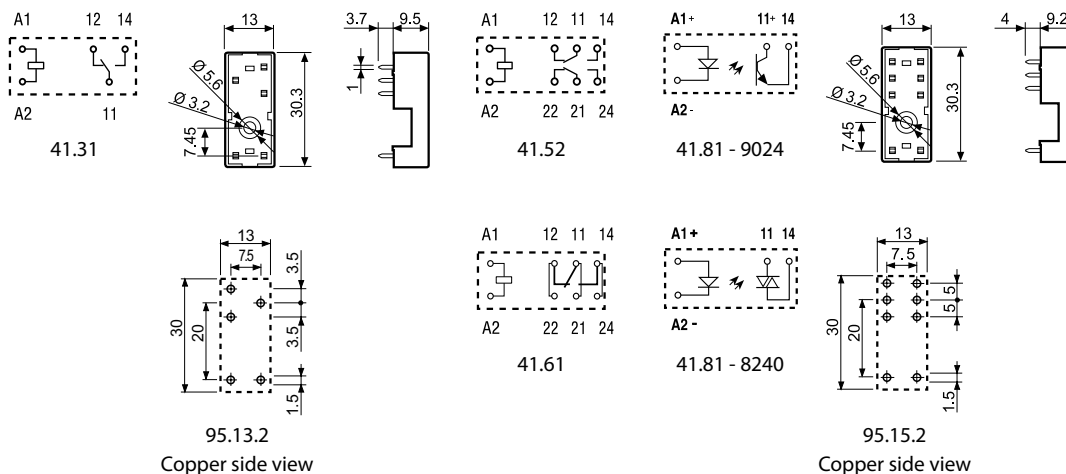 A1 12 14
A2 11
41.31
13
Ø 5.6
Ø 3.2
7.45
30.3
3.7 9.5
1
A1 12 11 14
A2 22 21 24
41.52
A1+ 11+ 14
A2-
41.81 - 9024
13
Ø 5.6
Ø 3.2
7.45
30.3
4 9.2
13
7.5
3.5
30
20
3.5
1.5
95.13.2
Copper side view
A1 12 11 14
A2 22 21 24
41.61
A1+ 11 14
A2 -
41.81 - 8240
13
7.5
5
5
30
20
1.5
95.15.2
Copper side view